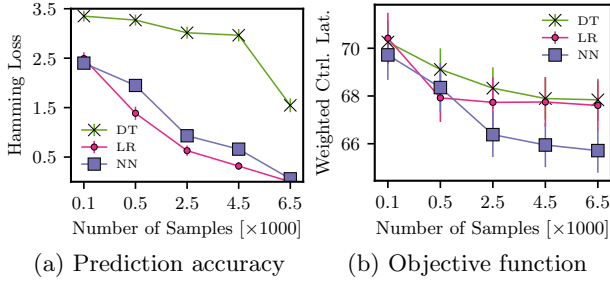 Hamming Loss
3.5
2.5
1.5
0.5
DT
LR
NN
0.1 0.5 2.5 4.5 6.5
Number of Samples [×1000]
(a) Prediction accuracy
Weighted Ctrl. Lat.
70
68
66
DT
LR
NN
0.1 0.5 2.5 4.5 6.5
Number of Samples [×1000]
(b) Objective function